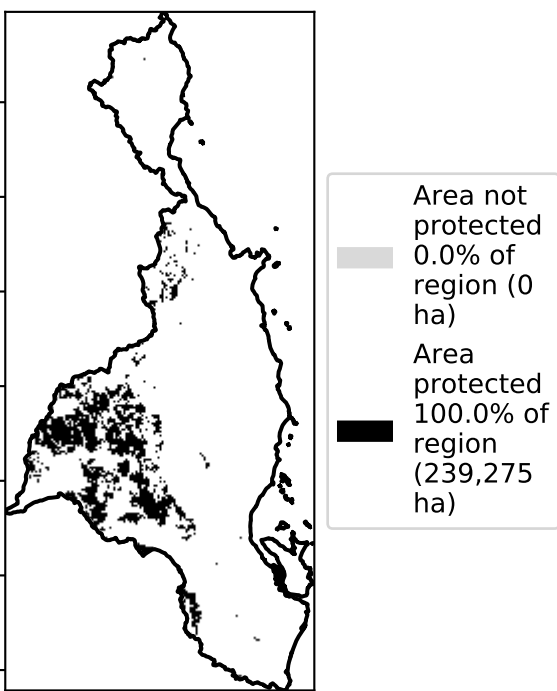 Area not
protected
0.0% of
region (0
ha)
Area
protected
100.0% of
region
(239,275
ha)